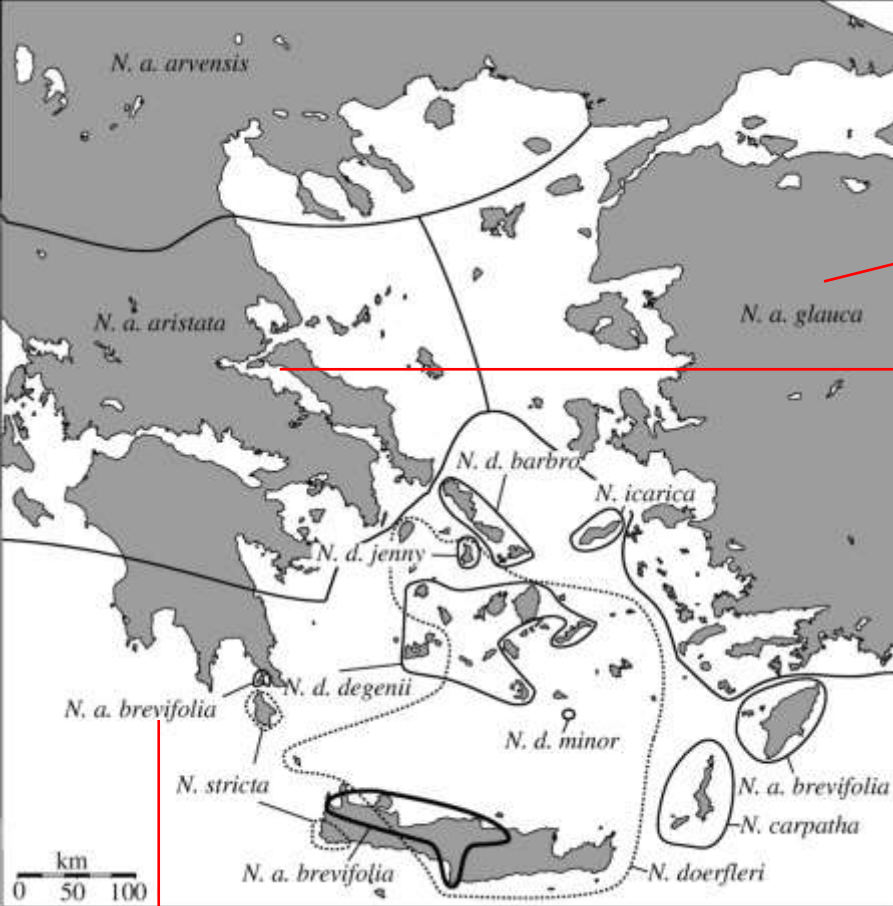 N. a. arvensis
N. a. glauca
N. a. aristata
N. d. barbro
N. icarica
N. d. jenny
N. d. degenii
N. a. brevifolia
N. d. minor
N. stricta
N. a. brevifolia
N. carpatha
N. a. brevifolia
N. doerfleri
km
0 50 100